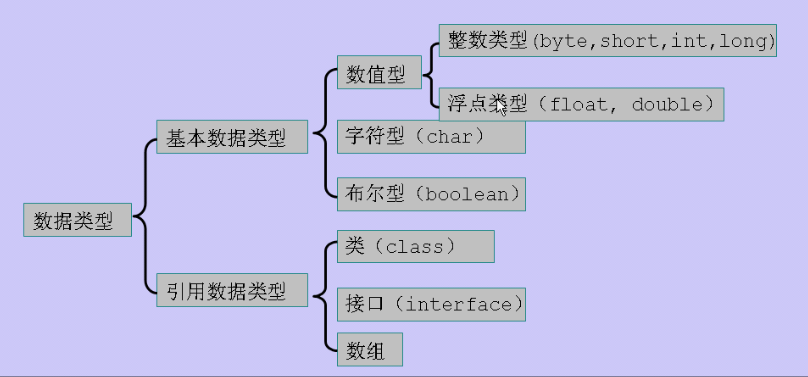 整数类型(byte,short,int,long)
数值型
浮点类型（float, double）
基本数据类型
字符型（char）
布尔型（boolean）
数据类型
类（class）
引用数据类型
接口（interface）
数组